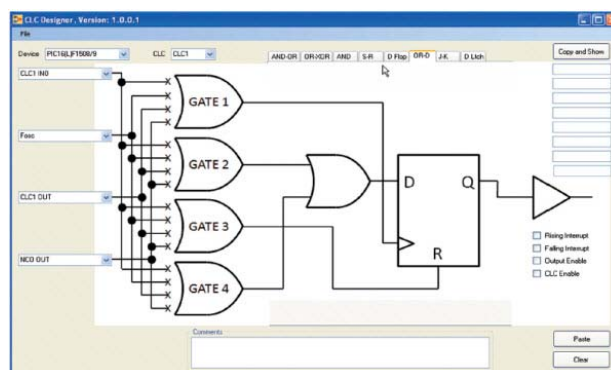 CLC Designer, Version: 1.0.0.1
File
Device PIC16(L)F1508/9 CLC CLC1
AND-OR OR-XOR AND S-R D Flop OR-D J-K D Ltch
Copy and Show
CLC1 IN0
Fosc
CLC1 OUT
NCO OUT
GATE 1
GATE 2
GATE 3
GATE 4
D Q
R
Rising Interrupt
Falling Interrupt
Output Enable
CLC Enable
Comments
Paste
Clear